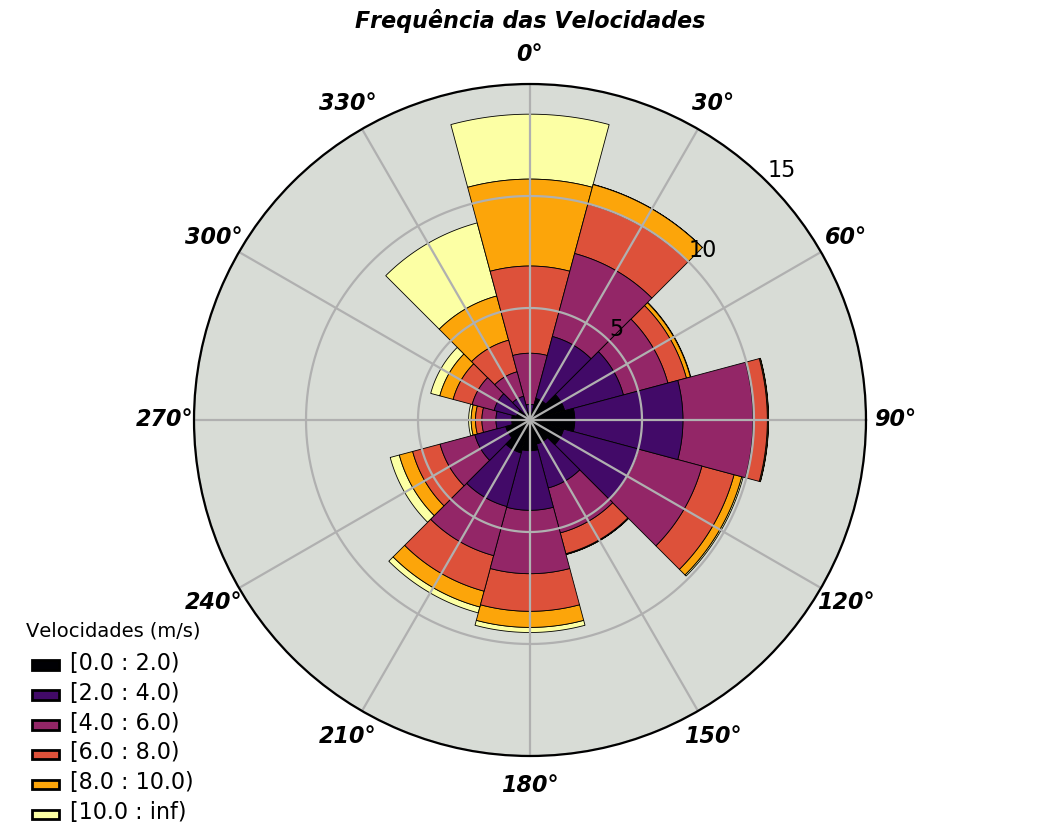 Frequência das Velocidades
0°
330°
30°
15
300°
60°
10
5
270°
90°
240°
120°
210°
150°
180°
Velocidades (m/s)
[0.0 : 2.0)
[2.0 : 4.0)
[4.0 : 6.0)
[6.0 : 8.0)
[8.0 : 10.0)
[10.0 : inf)